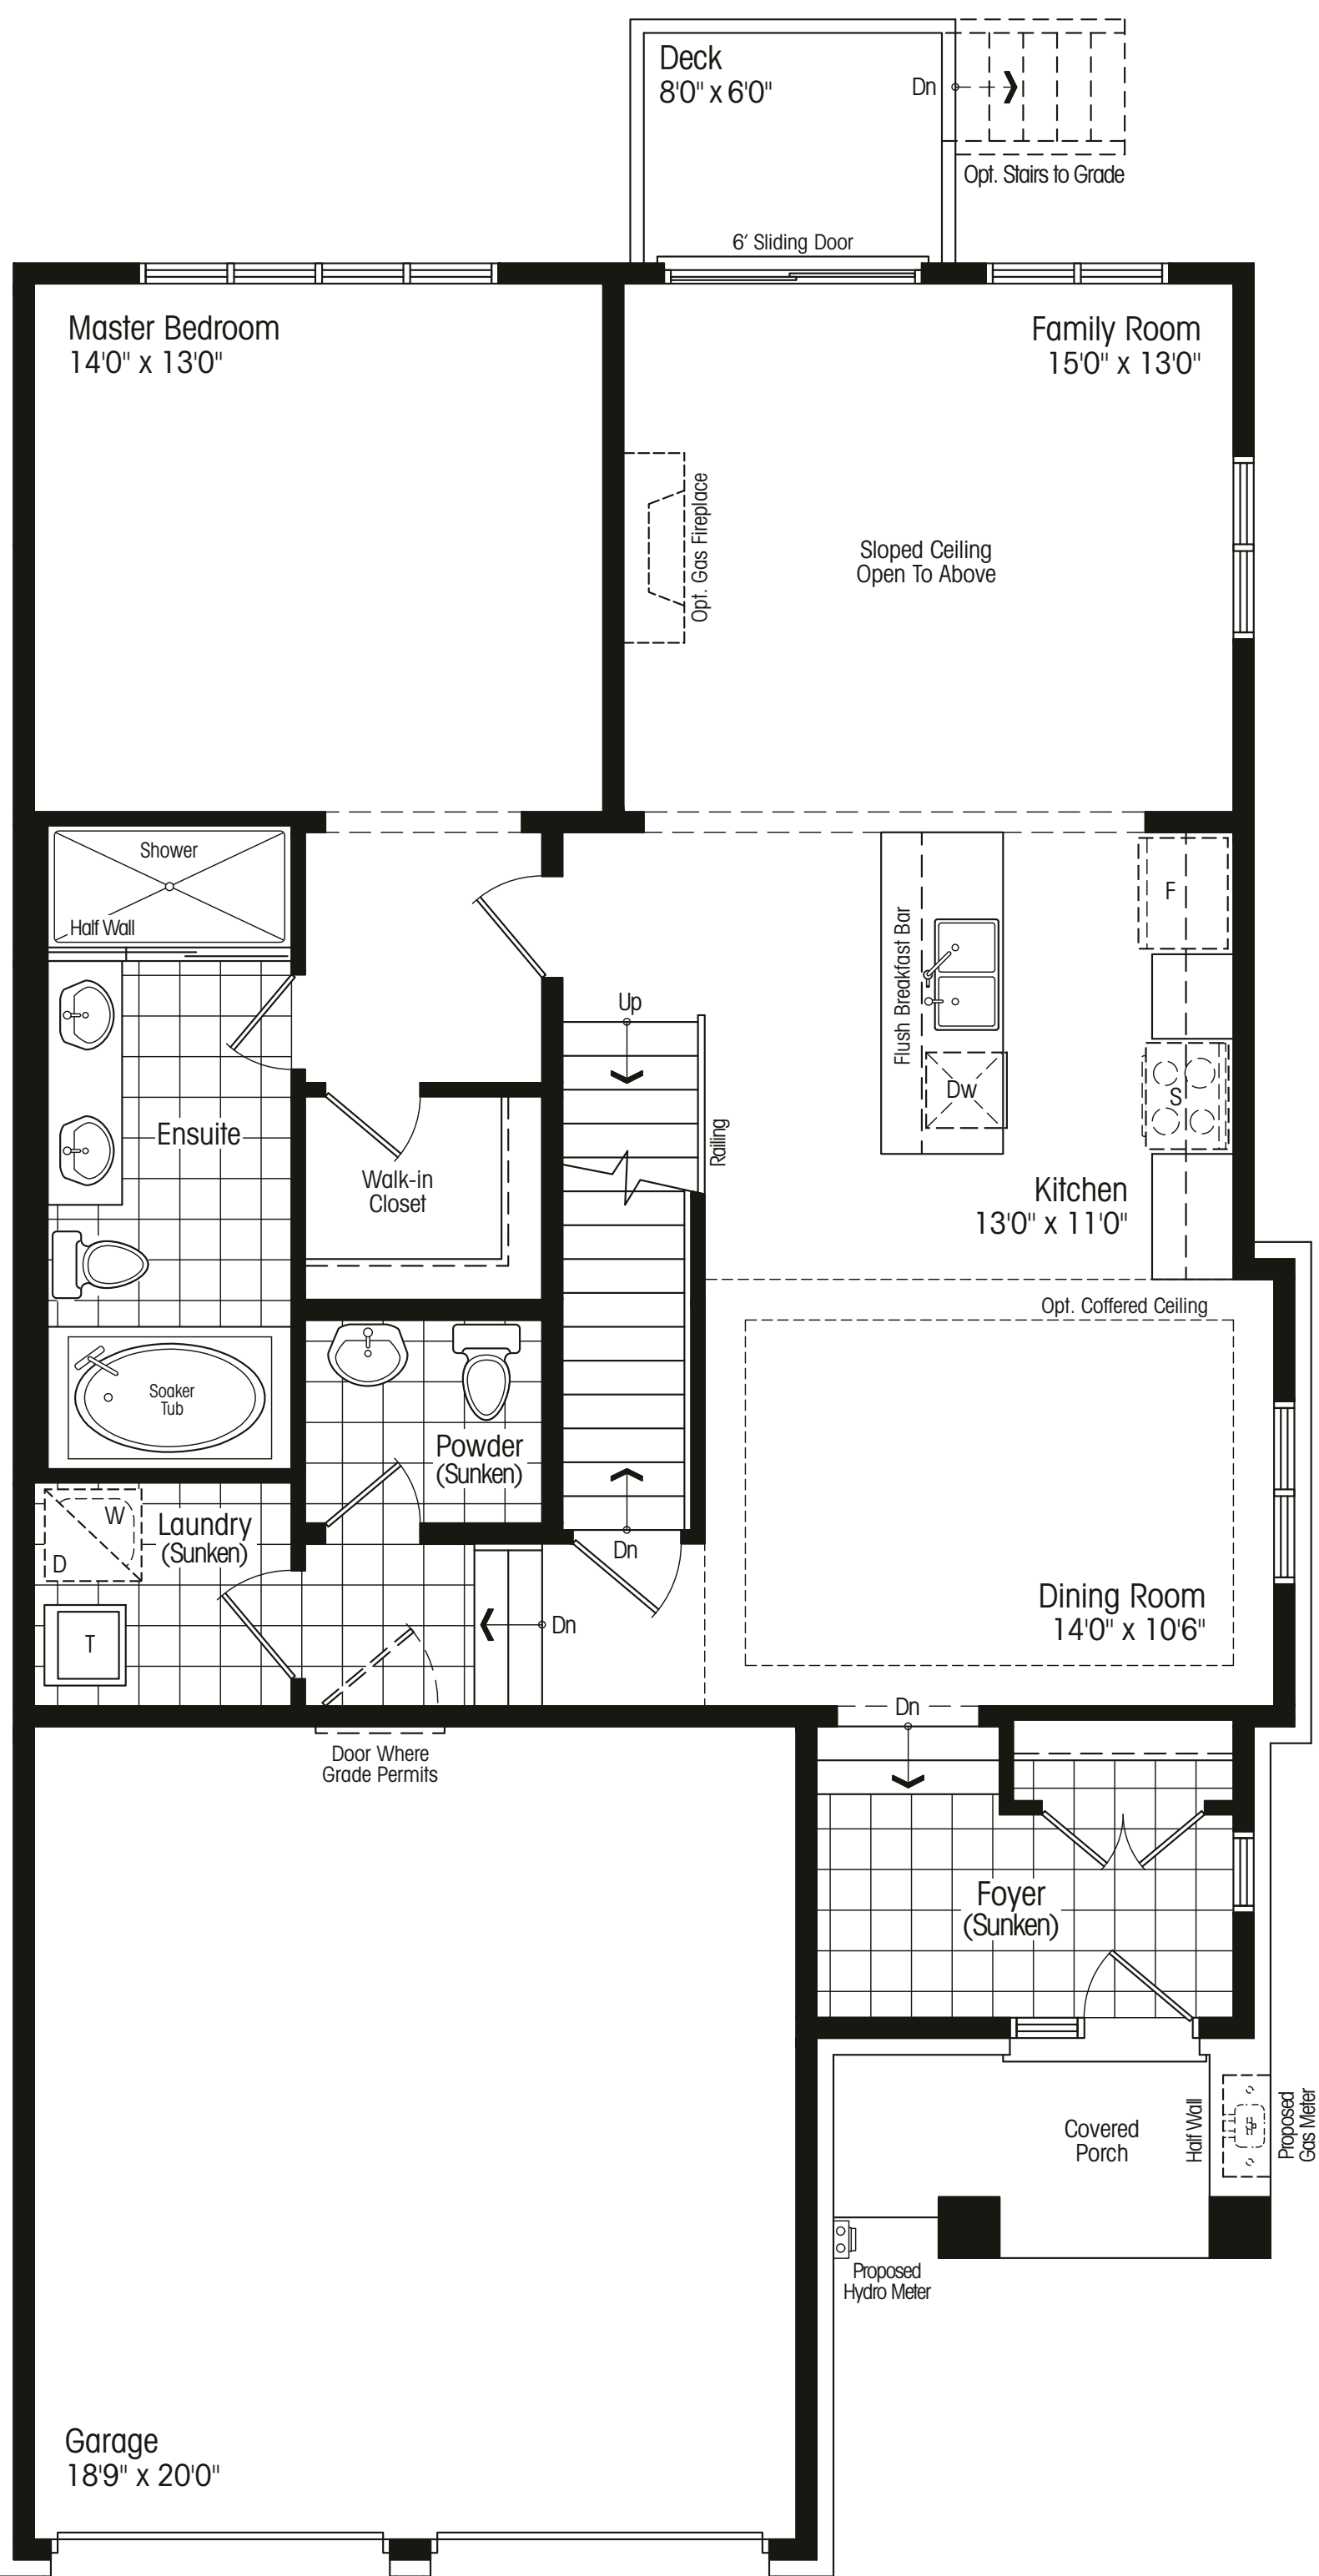 Deck
8'0" x 6'0"
Dn
Opt. Stairs to Grade
6' Sliding Door
Master Bedroom
14'0" x 13'0"
Family Room
15'0" x 13'0"
Opt. Gas Fireplace
Sloped Ceiling
Open To Above
Shower
Half Wall
F
Flush Breakfast Bar
Up
Dw
S
Ensuite
Railing
Walk-in
Closet
Kitchen
13'0" x 11'0"
Opt. Coffered Ceiling
Soaker
Tub
Powder
(Sunken)
W
D
Laundry
(Sunken)
Dn
Dining Room
14'0" x 10'6"
T
Dn
Dn
Door Where
Grade Permits
Foyer
(Sunken)
Covered
Porch
Half Wall
Proposed
Gas Meter
Proposed
Hydro Meter
Garage
18'9" x 20'0"